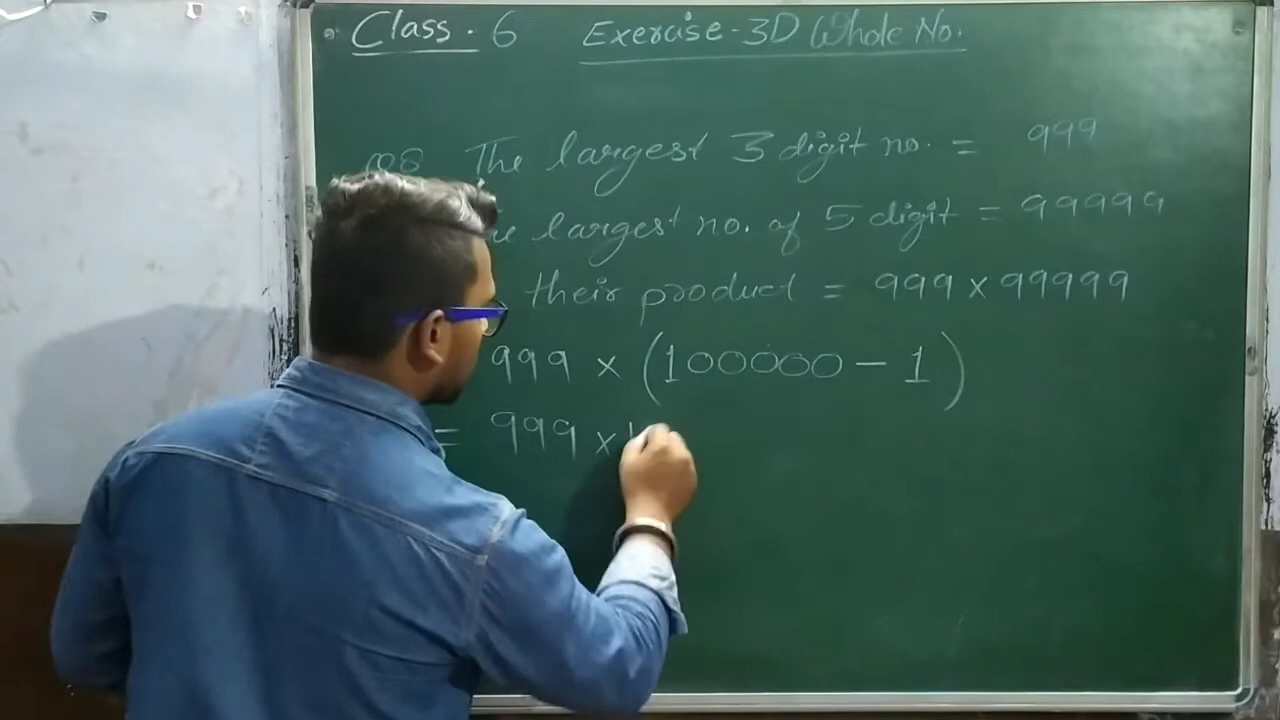 Class. 6 Exercise-3D Whole No.
Q8 The largest 3 digit no. = 999
largest no. of 5 digit = 99999
their product = 999 × 99999
999 × (100000 - 1)
= 999 ×